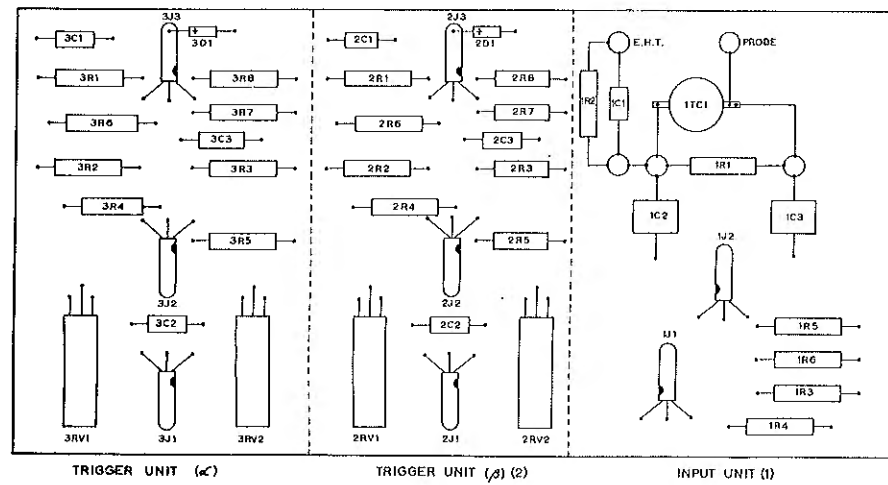 3J3
3D1
3C1
3R1
3R8
3R7
3R6
3C3
3R2
3R3
3R4
3R5
3J2
3C2
3RV1
3J1
3RV2
TRIGGER UNIT (α)
2J3
2D1
2C1
2R1
2R8
2R7
2R6
2C3
2R2
2R3
2R4
2R5
2J2
2C2
2RV1
2J1
2RV2
TRIGGER UNIT (β) (2)
E.H.T.
PROBE
1R2
1C1
1TC1
1R1
1C2
1C3
1J2
1J1
1R5
1R6
1R3
1R4
INPUT UNIT (1)